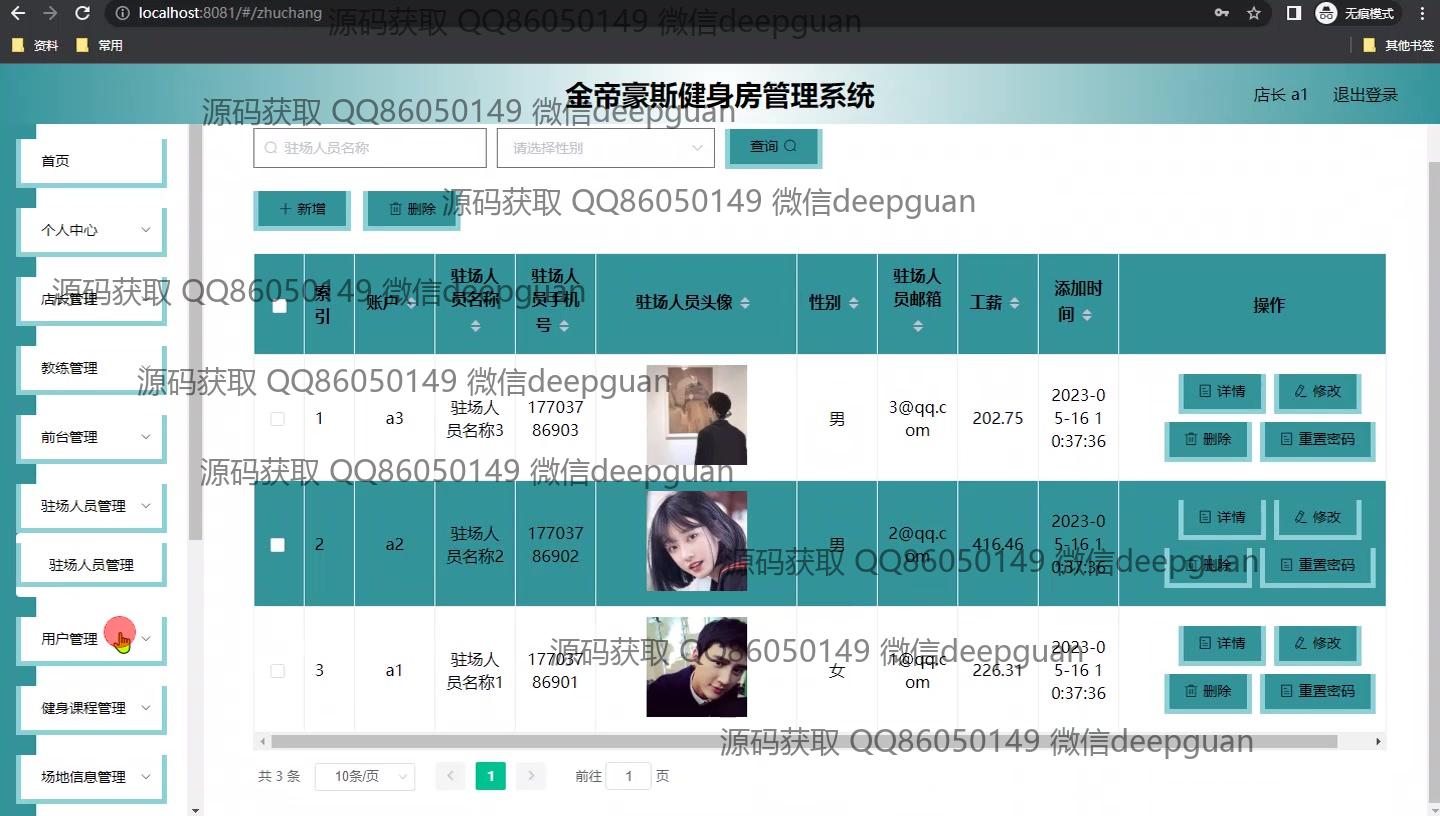 localhost:8081/#/zhuchang
无痕模式
资料
常用
其他书签
源码获取 QQ86050149 微信deepguan
金帝豪斯健身房管理系统
店长 a1
退出登录
源码获取 QQ86050149 微信deepguan
首页
个人中心
店长管理
教练管理
前台管理
驻场人员管理
驻场人员管理
用户管理
健身课程管理
场地信息管理
驻场人员名称
请选择性别
查询
新增
删除
源码获取 QQ86050149 微信deepguan
源码获取 QQ86050149 微信deepguan
索引
账户
驻场人员名称
驻场人员手机号
驻场人员头像
性别
驻场人员邮箱
工薪
添加时间
操作
源码获取 QQ86050149 微信deepguan
1
a3
驻场人员名称3
17703786903
男
3@qq.com
202.75
2023-05-16 10:37:36
详情
修改
删除
重置密码
源码获取 QQ86050149 微信deepguan
2
a2
驻场人员名称2
17703786902
男
2@qq.com
416.46
2023-05-16 10:37:36
详情
修改
删除
重置密码
源码获取 QQ86050149 微信deepguan
3
a1
驻场人员名称1
17703786901
女
1@qq.com
226.31
2023-05-16 10:37:36
详情
修改
删除
重置密码
源码获取 QQ86050149 微信deepguan
源码获取 QQ86050149 微信deepguan
共 3 条
10条/页
1
前往
1
页